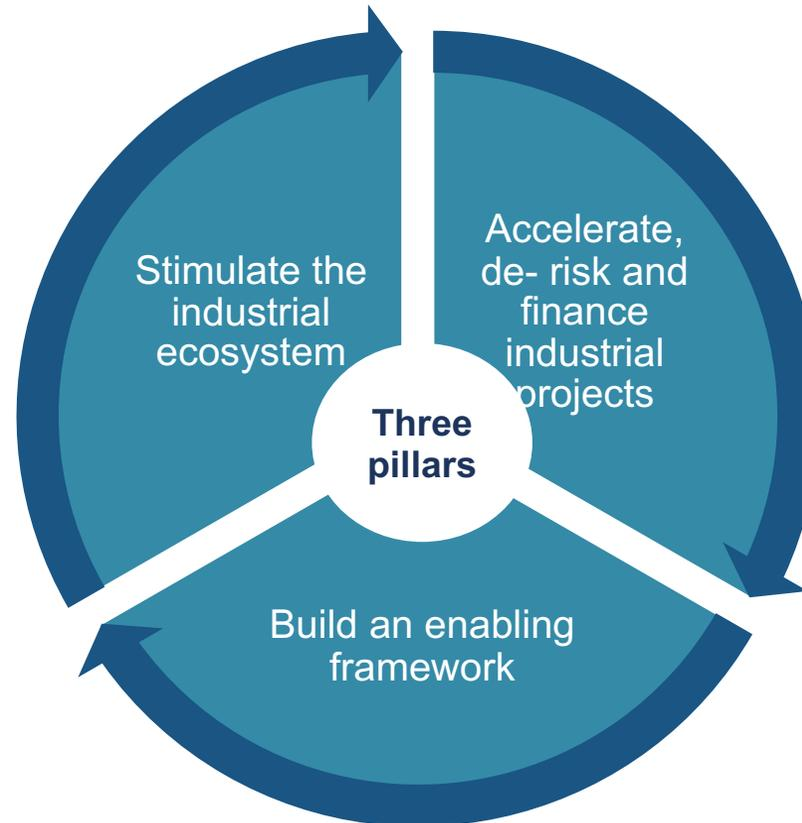 Stimulate the
industrial
ecosystem
Accelerate,
de- risk and
finance
industrial
projects
Three
pillars
Build an enabling
framework